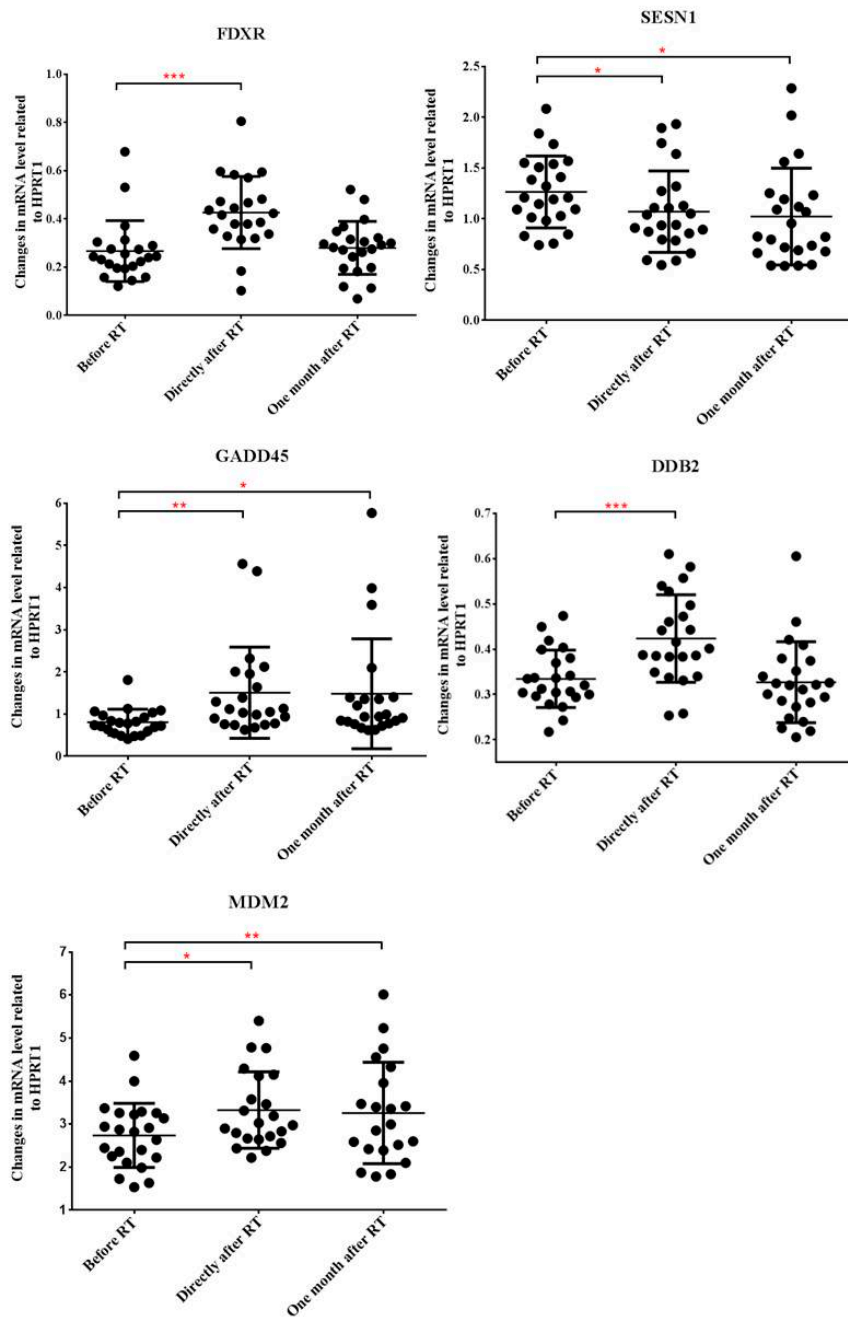 FDXR
***
Changes in mRNA level related
to HPRT1
1.0
0.8
0.6
0.4
0.2
0.0
Before RT
Directly after RT
One month after RT
SESN1
*
*
Changes in mRNA level related
to HPRT1
2.5
2.0
1.5
1.0
0.5
0.0
Before RT
Directly after RT
One month after RT
GADD45
*
**
Changes in mRNA level related
to HPRT1
6
5
4
3
2
1
0
Before RT
Directly after RT
One month after RT
DDB2
***
Changes in mRNA level related
to HPRT1
0.7
0.6
0.5
0.4
0.3
0.2
Before RT
Directly after RT
One month after RT
MDM2
**
*
Changes in mRNA level related
to HPRT1
7
6
5
4
3
2
1
Before RT
Directly after RT
One month after RT